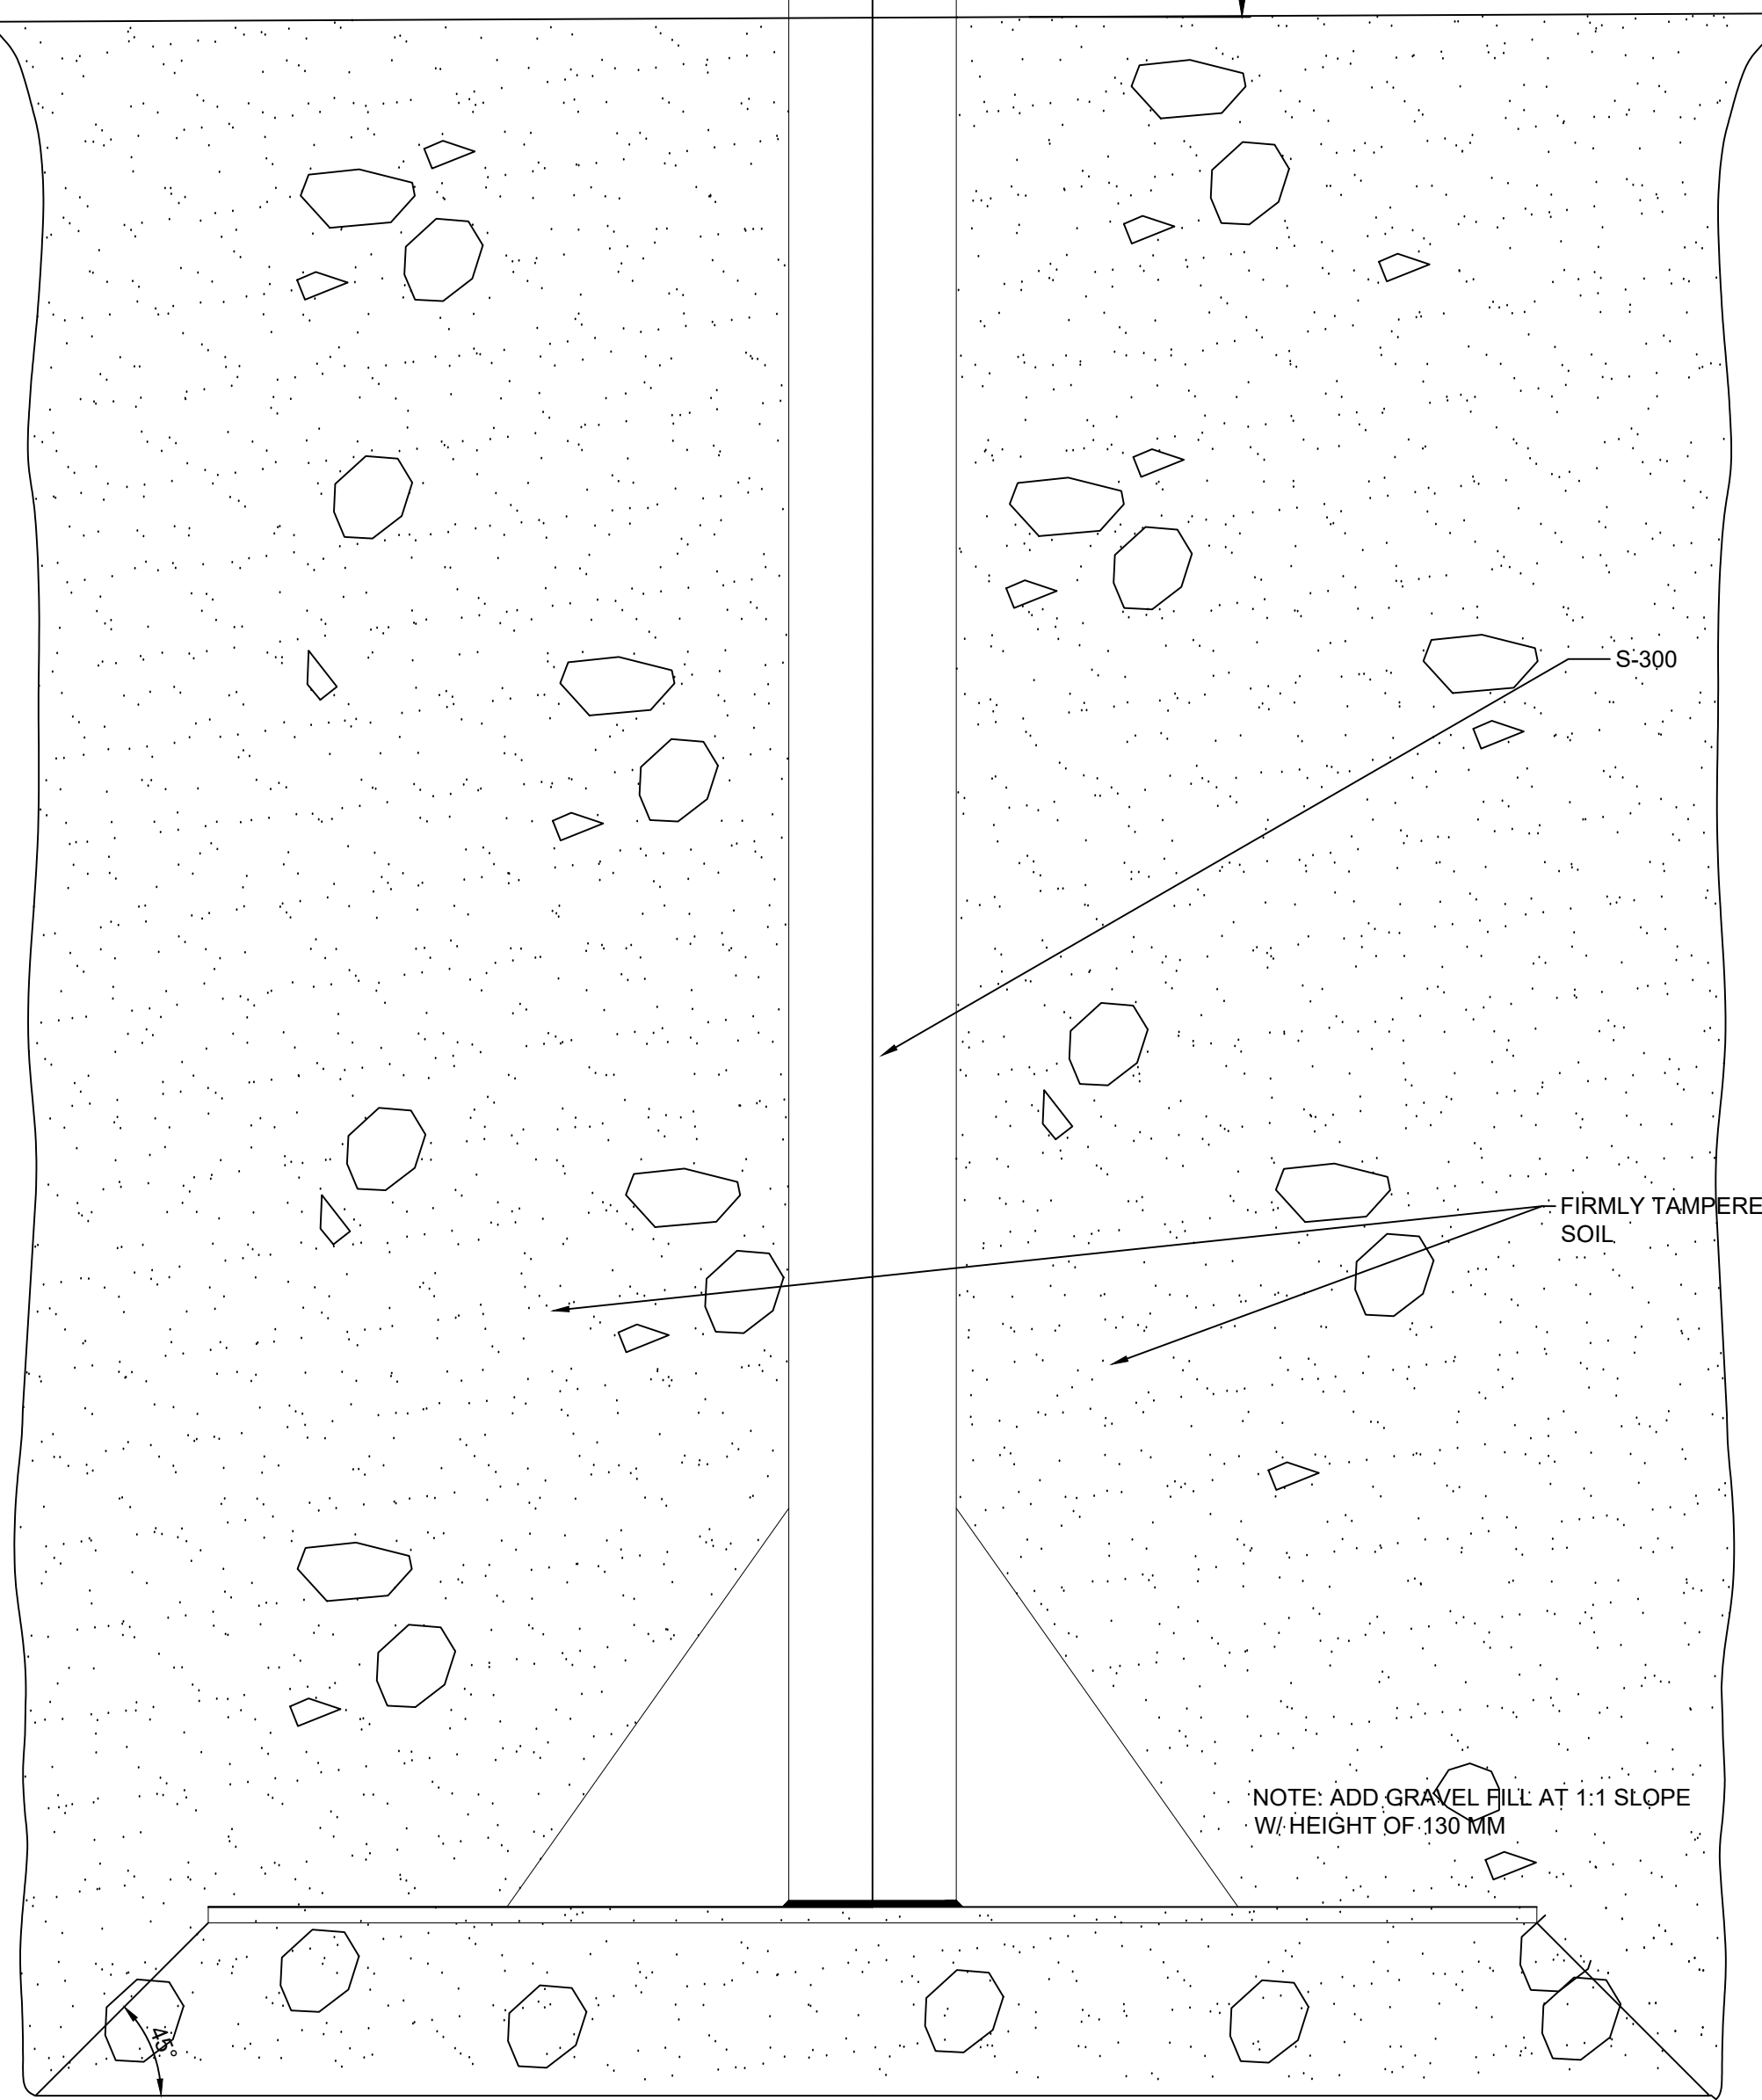 S-300
FIRMLY TAMPERE
SOIL
NOTE: ADD GRAVEL FILL AT 1:1 SLOPE
W/ HEIGHT OF 130 MM
45°